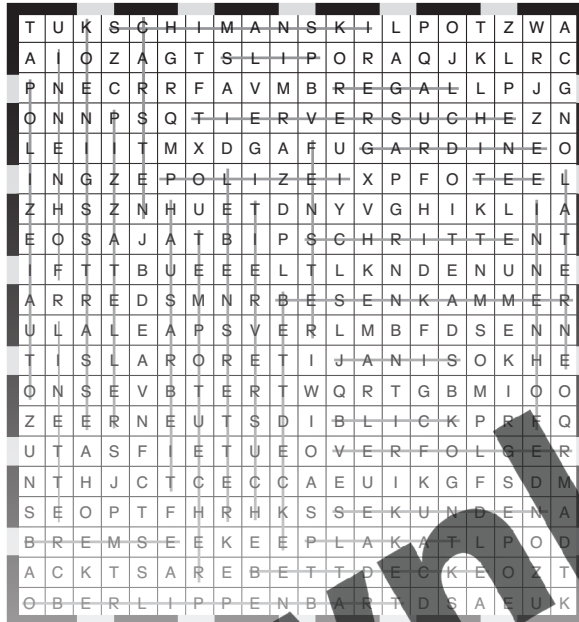 T U K S C H I M A N S K I L P O T Z W A
A I O Z A G T S L I P O R A Q J K L R C
P N E C R R F A V M B R E G A L L P J G
O N N P S Q T I E R V E R S U C H E Z N
L E I I T M X D G A F U G A R D I N E O
I N G Z E P O L I Z E I X P F O T E E L
Z H S Z N H U E T D N Y V G H I K L I A
E O S A J A T B I P S C H R I T T E N T
I F T T B U E E E L T L K N D E N U N E
A R R E D S M N R B E S E N K A M M E R
U L A L E A P S V E R L M B F D S E N N
T I S L A R O R E T I J A N I S O K H E
O N S E V B T E R T W Q R T G B M I O O
Z E E R N E U T S D I B L I C K P R F Q
U T A S F I E T U E O V E R F O L G E R
N T H J C T C E C C A E U I K G F S D M
S E O P T F H R H K S S E K U N D E N A
B R E M S E E K E E P L A K A T L P O D
A C K T S A R E B E T T D E C K E O Z T
O B E R L I P P E N B A R T D S A E U K